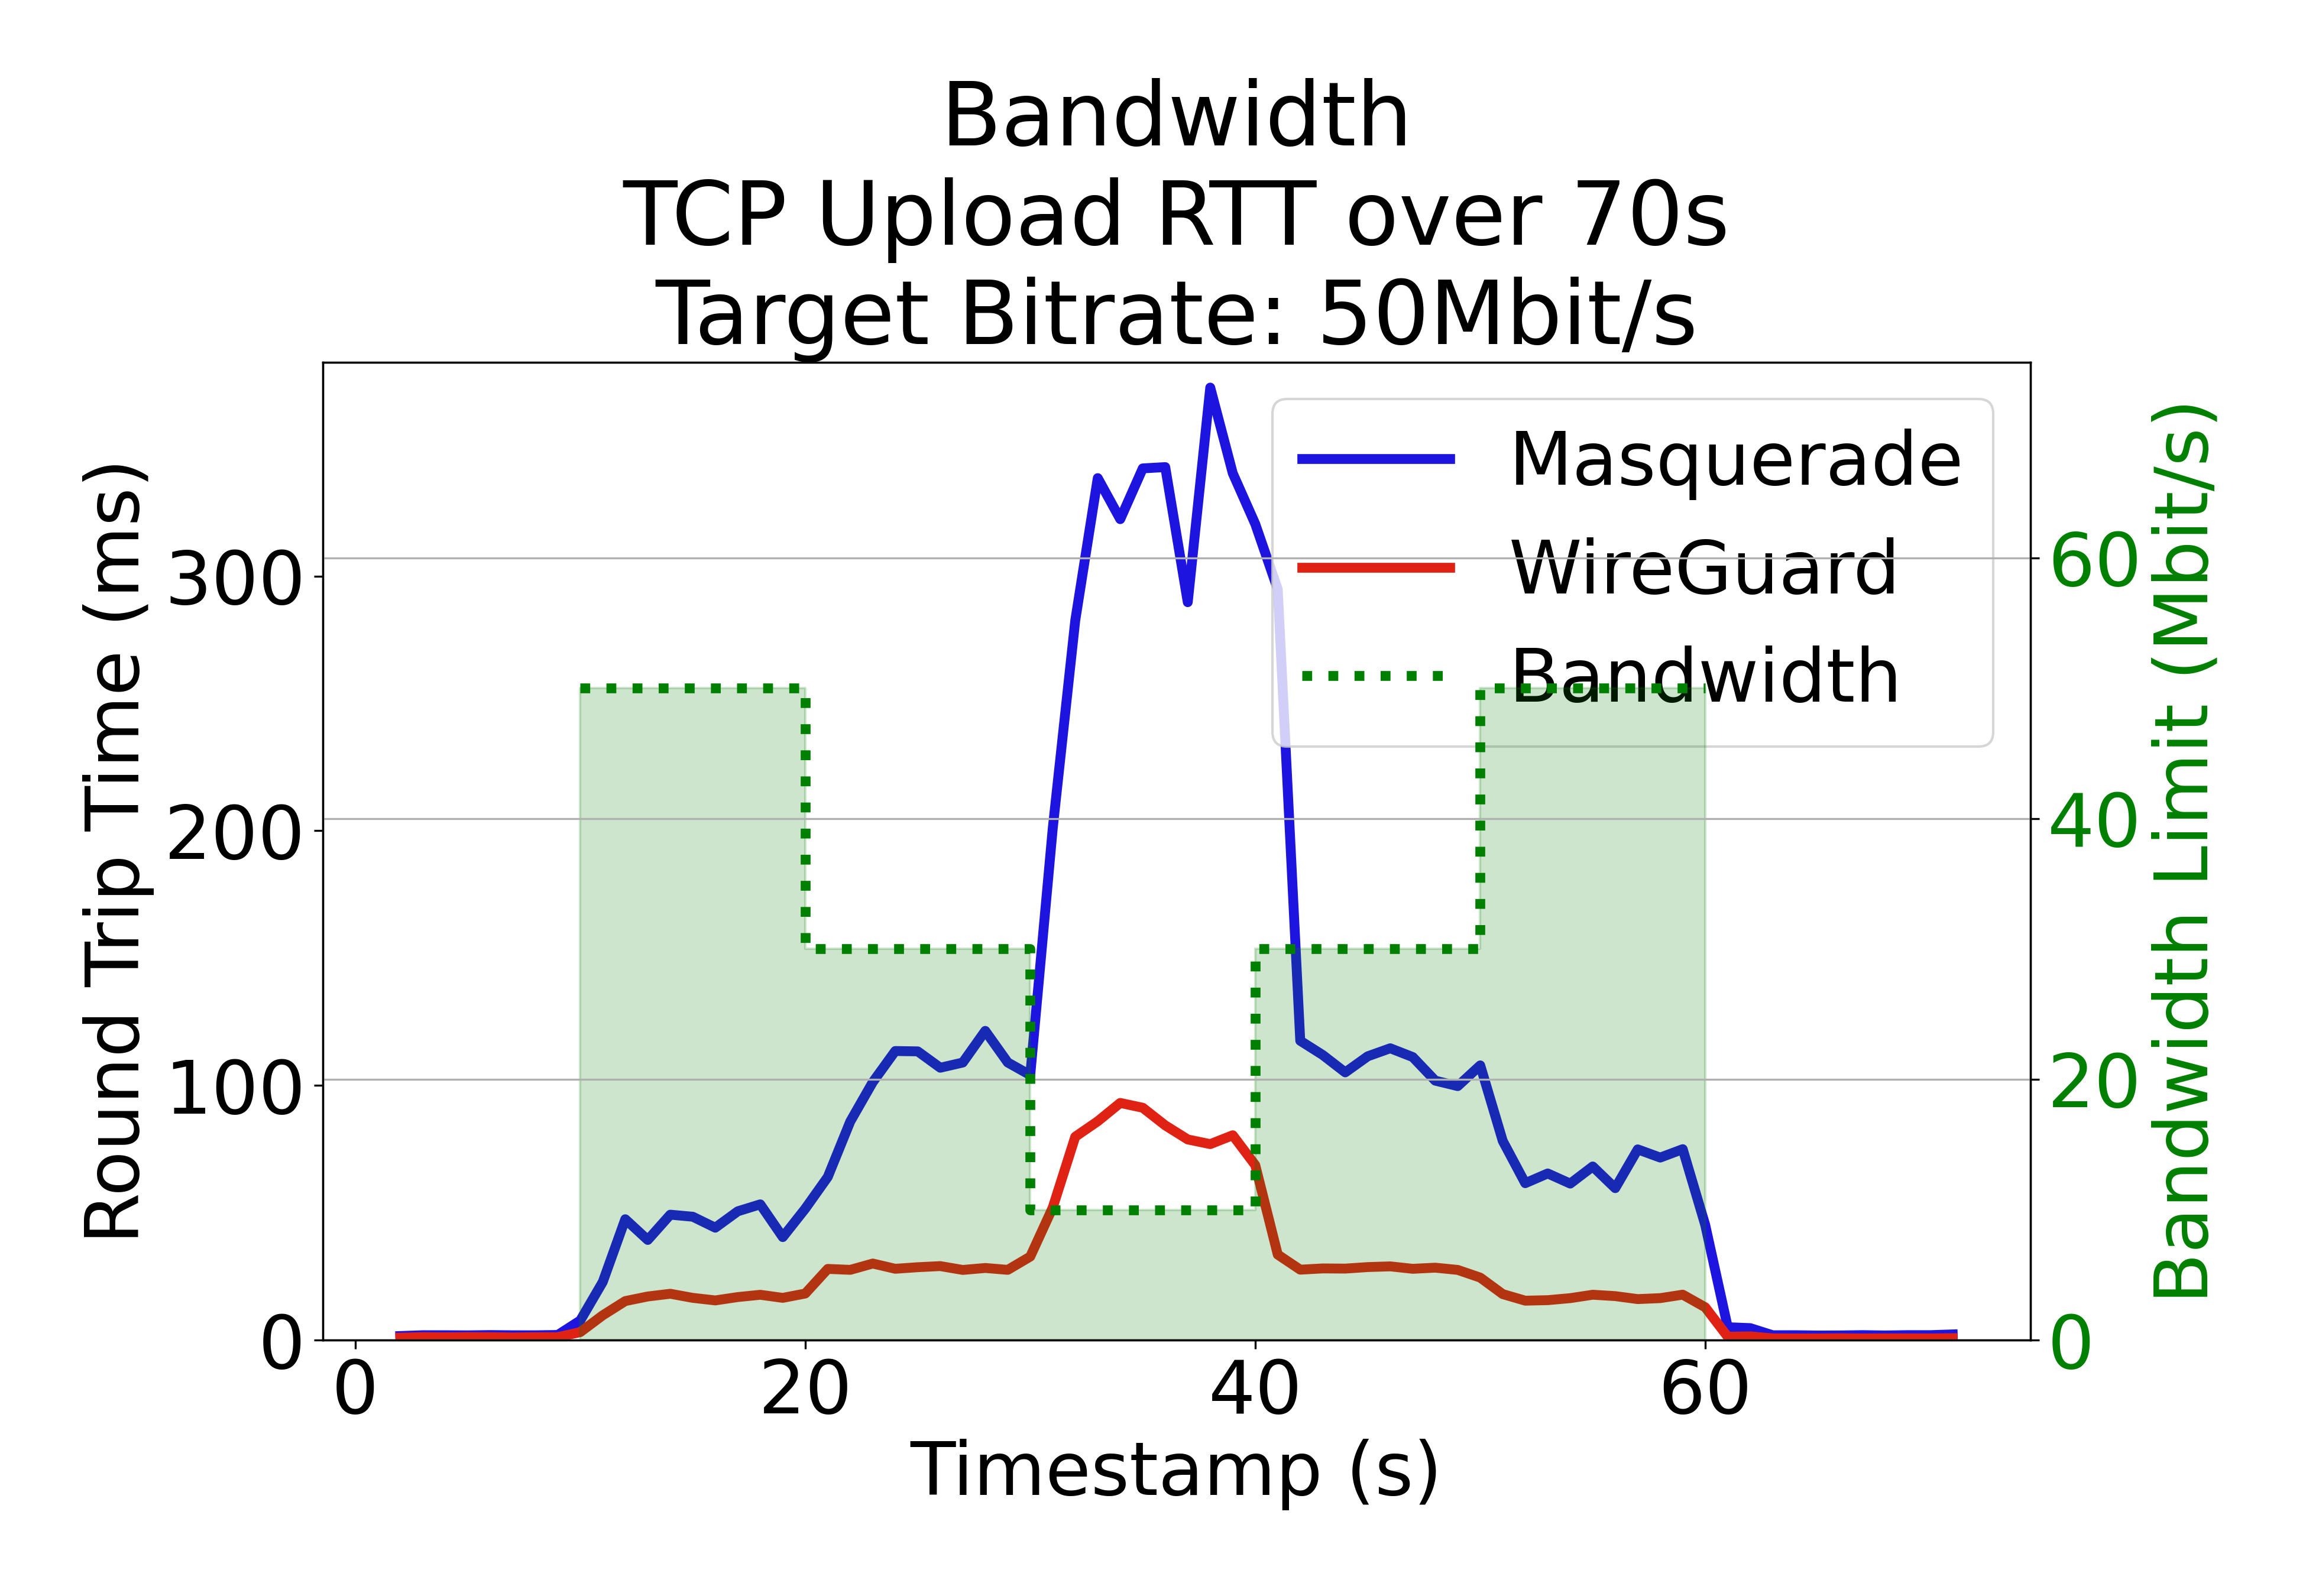 Bandwidth
TCP Upload RTT over 70s
Target Bitrate: 50Mbit/s
Round Trip Time (ms)
300
200
100
0
Masquerade
WireGuard
Bandwidth
60
40
20
0
Bandwidth Limit (Mbit/s)
0 20 40 60
Timestamp (s)